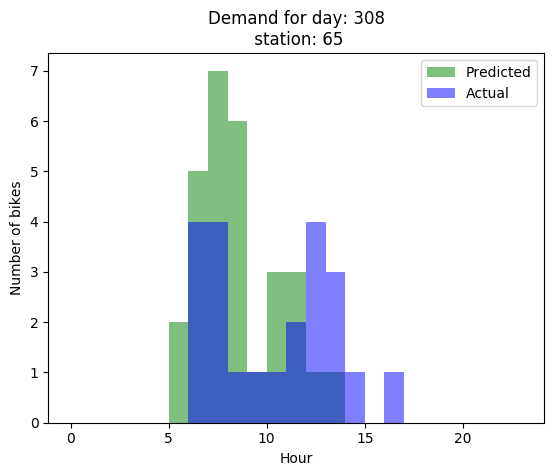 Demand for day: 308
station: 65
Predicted
Actual
Number of bikes
7
6
5
4
3
2
1
0
0 5 10 15 20
Hour